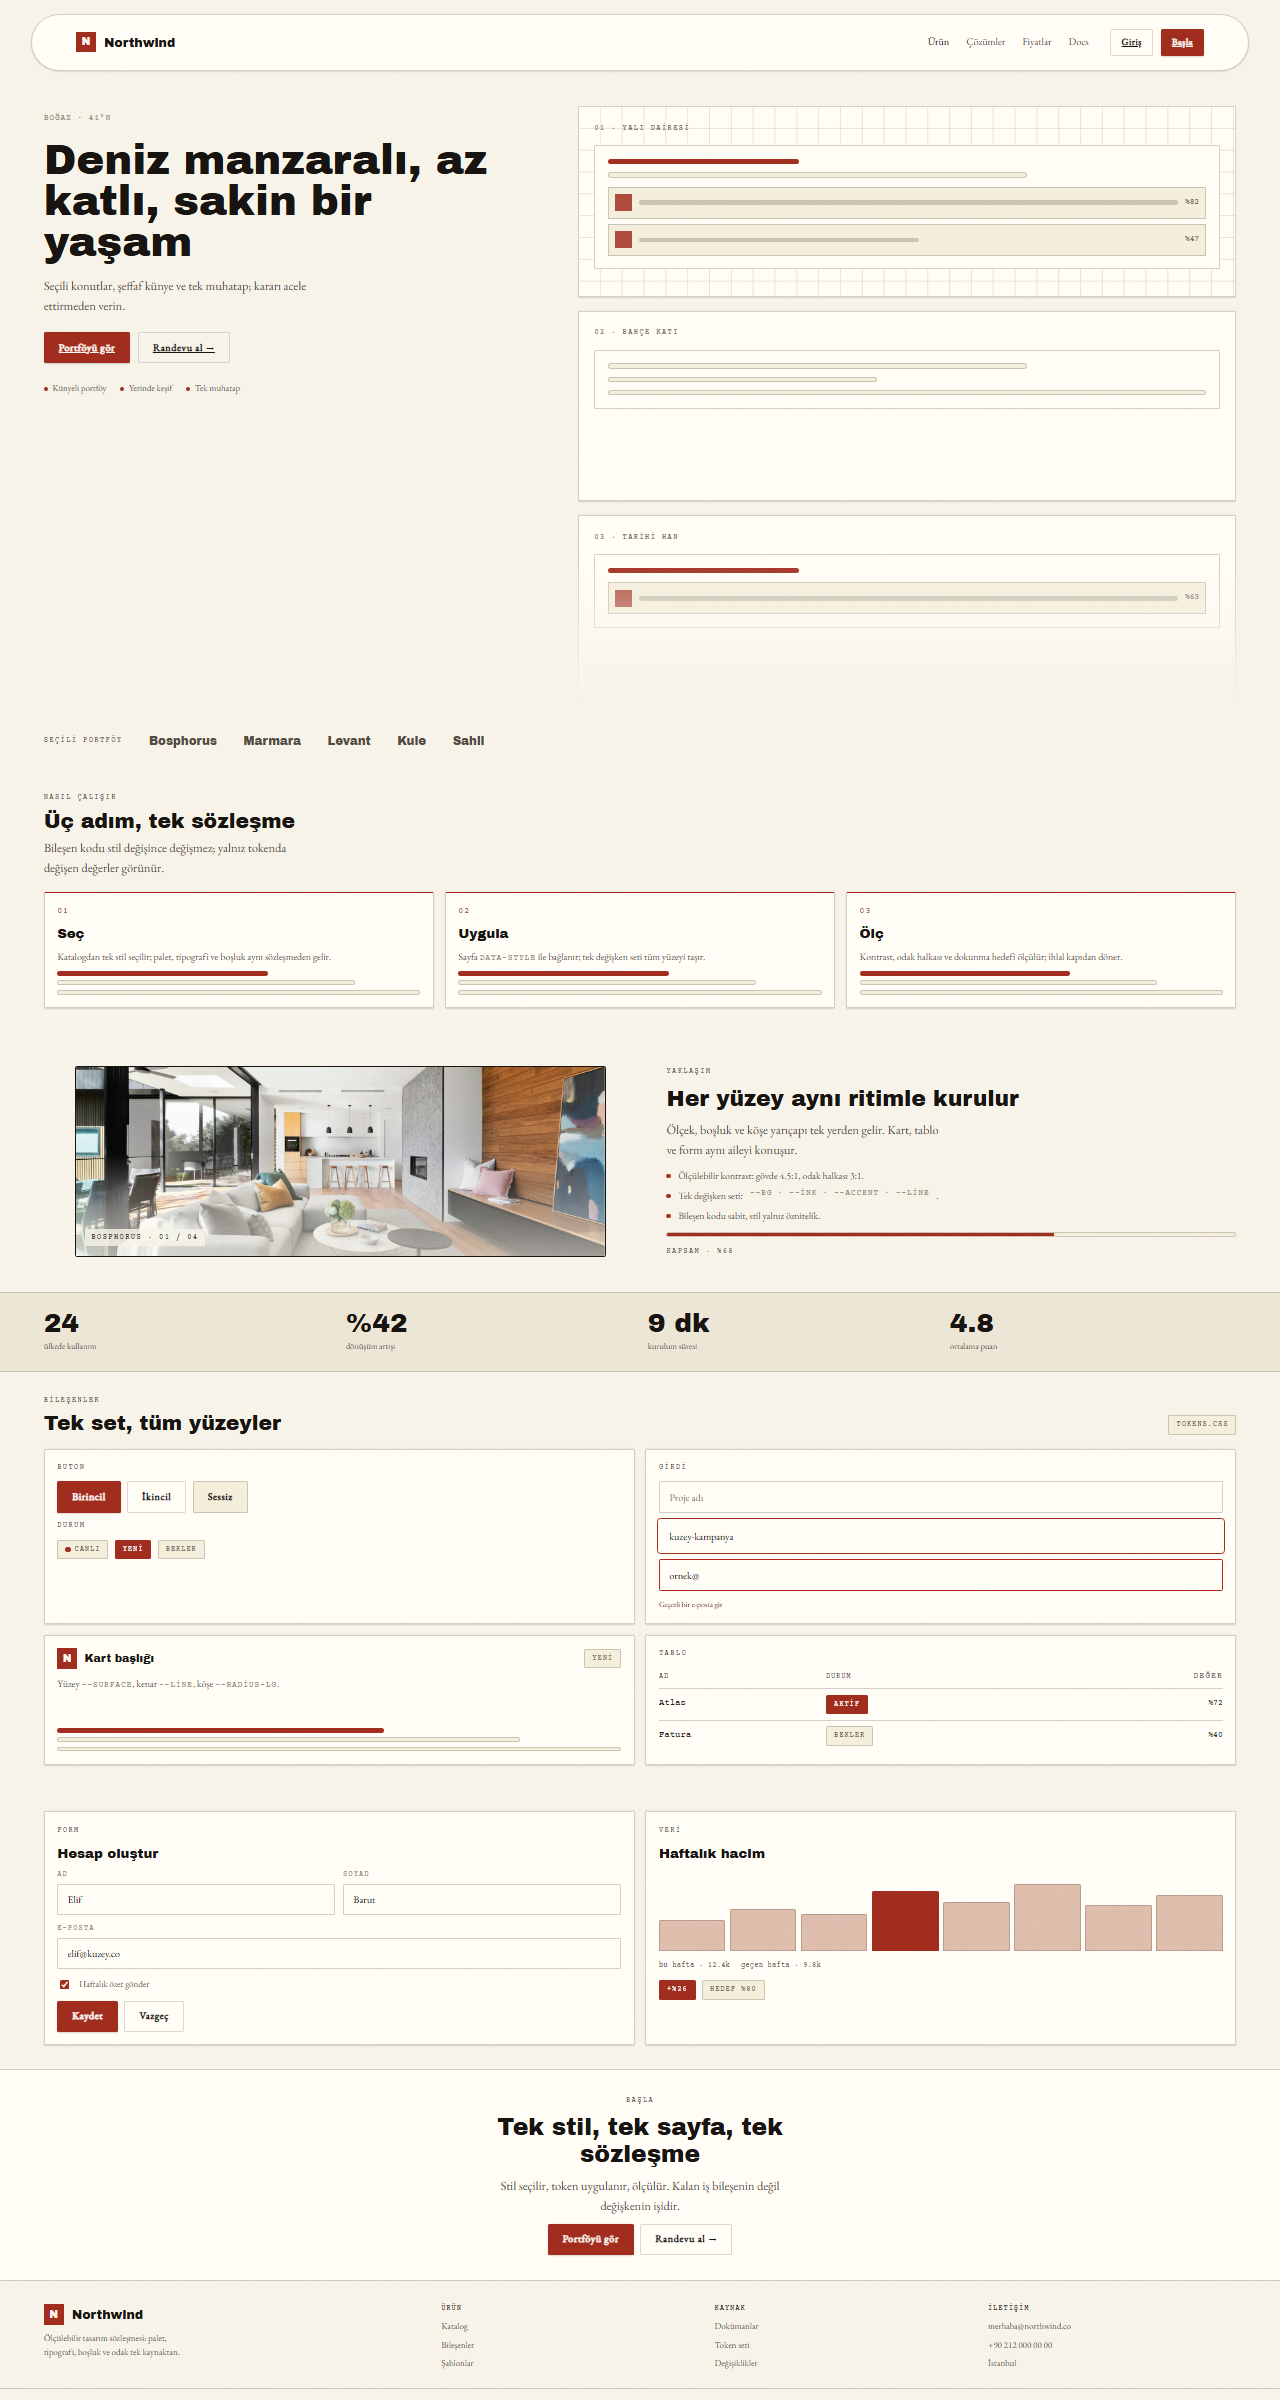 N Northwind
Ürün Çözümler Fiyatlar Docs Giriş Başla
BOĞAZ · 41°N
Deniz manzaralı, az
katlı, sakin bir
yaşam
Seçili konutlar, şeffaf künye ve tek muhatap; kararı acele
ettirmeden verin.
Portföyü gör Randevu al →
Künyeli portföy Yerinde keşif Tek muhatap
01 · YALI DAİRESİ
%82
%47
02 · BAHÇE KATI
03 · TARİHİ HAN
%63
SEÇİLİ PORTFÖY Bosphorus Marmara Levant Kule Sahil
NASIL ÇALIŞIR
Üç adım, tek sözleşme
Bileşen kodu stil değişince değişmez; yalnız tokenda
değişen değerler görünür.
01
Seç
Katalogdan tek stil seçilir; palet, tipografi ve boşluk aynı sözleşmeden gelir.
02
Uygula
Sayfa DATA-STYLE ile bağlanır; tek değişken seti tüm yüzeyi taşır.
03
Ölç
Kontrast, odak halkası ve dokunma hedefi ölçülür; ihlal kapıdan döner.
BOSPHORUS · 01 / 04
YAKLAŞIM
Her yüzey aynı ritimle kurulur
Ölçek, boşluk ve köşe yarıçapı tek yerden gelir. Kart, tablo
ve form aynı aileyi konuşur.
Ölçülebilir kontrast: gövde 4.5:1, odak halkası 3:1.
Tek değişken seti: --BG · --İNK · --ACCENT · --LİNE .
Bileşen kodu sabit, stil yalnız öznitelik.
KAPSAM · %68
24
ülkede kullanım
%42
dönüşüm artışı
9 dk
kurulum süresi
4.8
ortalama puan
BİLEŞENLER
Tek set, tüm yüzeyler
TOKENS.CSS
BUTON
Birincil İkincil Sessiz
DURUM
CANLI YENİ BEKLER
GİRDİ
Proje adı
kuzey-kampanya
ornek@
Geçerli bir e-posta gir
N Kart başlığı YENİ
Yüzey --SURFACE, kenar --LİNE, köşe --RADİUS-LG.
TABLO
AD DURUM DEĞER
Atlas AKTİF %72
Fatura BEKLER %40
FORM
Hesap oluştur
AD SOYAD
Elif Barut
E-POSTA
elif@kuzey.co
Haftalık özet gönder
Kaydet Vazgeç
VERİ
Haftalık hacim
bu hafta · 12.4k geçen hafta · 9.8k
+%26 HEDEF %80
BAŞLA
Tek stil, tek sayfa, tek
sözleşme
Stil seçilir, token uygulanır, ölçülür. Kalan iş bileşenin değil
değişkenin işidir.
Portföyü gör Randevu al →
N Northwind
Ölçülebilir tasarım sözleşmesi: palet,
tipografi, boşluk ve odak tek kaynaktan.
ÜRÜN
Katalog
Bileşenler
Şablonlar
KAYNAK
Dokümanlar
Token seti
Değişiklikler
İLETİŞİM
merhaba@northwind.co
+90 212 000 00 00
İstanbul